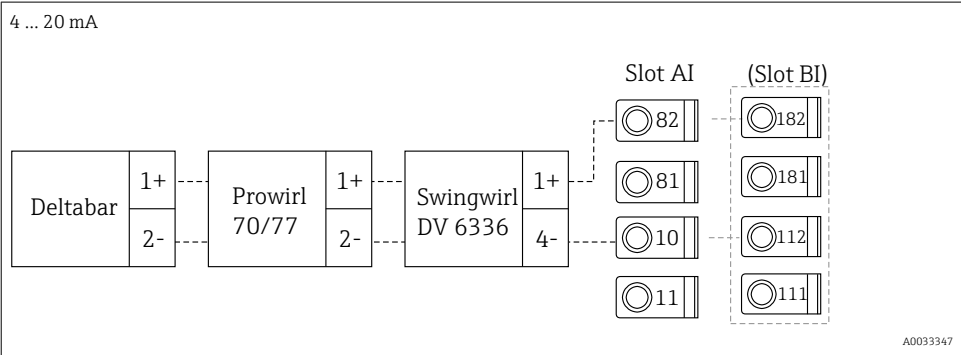 4 ... 20 mA
Slot AI
(Slot BI)
82
182
81
181
10
112
11
111
Deltabar
1+
2-
Prowirl
70/77
1+
2-
Swingwirl
DV 6336
1+
4-
A0033347